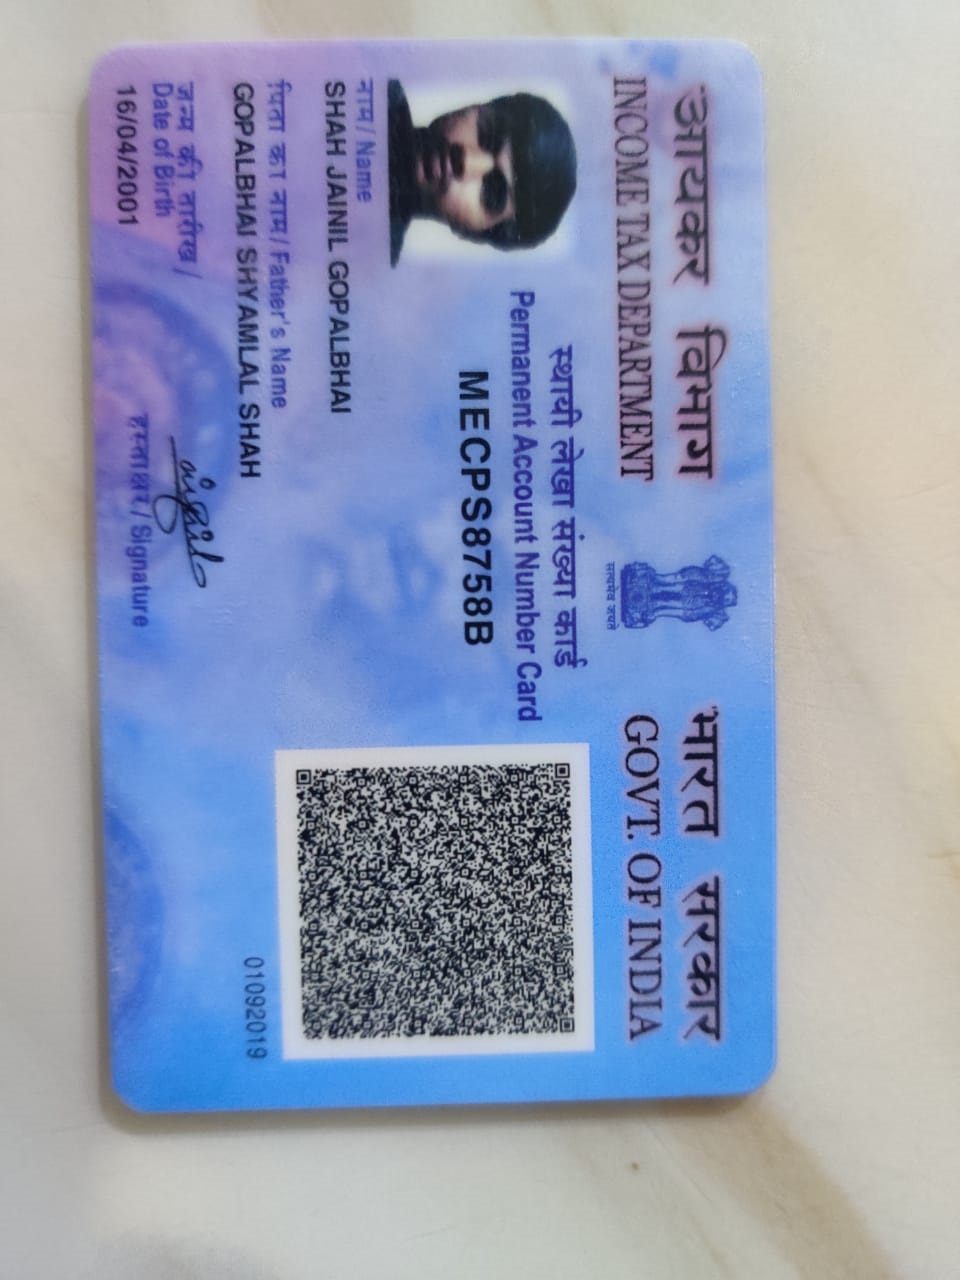 आयकर विभाग
INCOME TAX DEPARTMENT
सत्यमेव जयते
भारत सरकार
GOVT. OF INDIA
स्थायी लेखा संख्या कार्ड
Permanent Account Number Card
MECPS8758B
नाम / Name
SHAH JAINIL GOPALBHAI
पिता का नाम / Father's Name
GOPALBHAI SHYAMLAL SHAH
जन्म की तारीख /
Date of Birth
16/04/2001
हस्ताक्षर / Signature
01092019